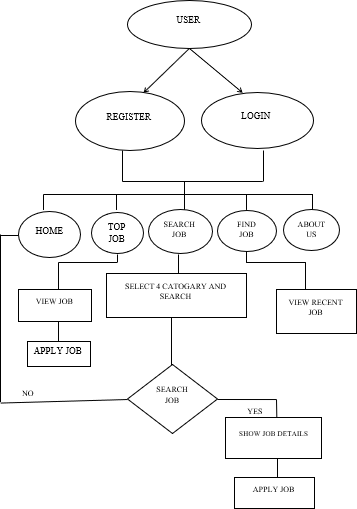 USER
REGISTER
LOGIN
HOME
TOP
JOB
SEARCH
JOB
FIND
JOB
ABOUT
US
VIEW JOB
SELECT 4 CATOGARY AND
SEARCH
VIEW RECENT
JOB
APPLY JOB
SEARCH
JOB
NO
YES
SHOW JOB DETAILS
APPLY JOB